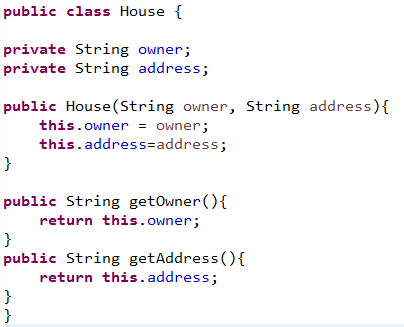 public class House {
private String owner;
private String address;
public House(String owner, String address){
this.owner = owner;
this.address=address;
}
public String getOwner(){
return this.owner;
}
public String getAddress(){
return this.address;
}
}